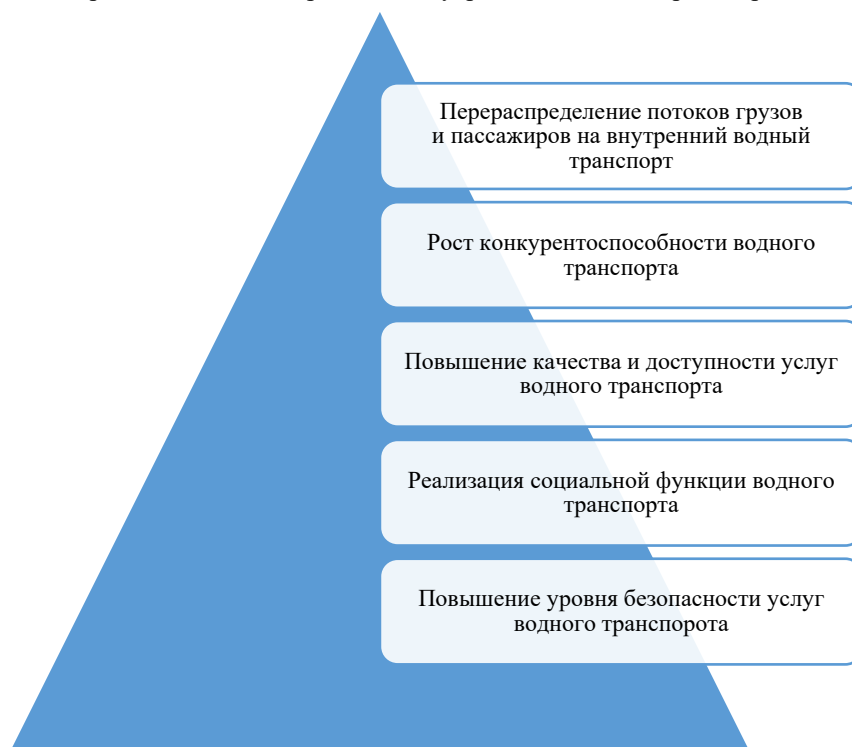 Перераспределение потоков грузов
и пассажиров на внутренний водный
транспорт
Рост конкурентоспособности водного
транспорта
Повышение качества и доступности услуг
водного транспорта
Реализация социальной функции водного
транспорта
Повышение уровня безопасности услуг
водного транспорота